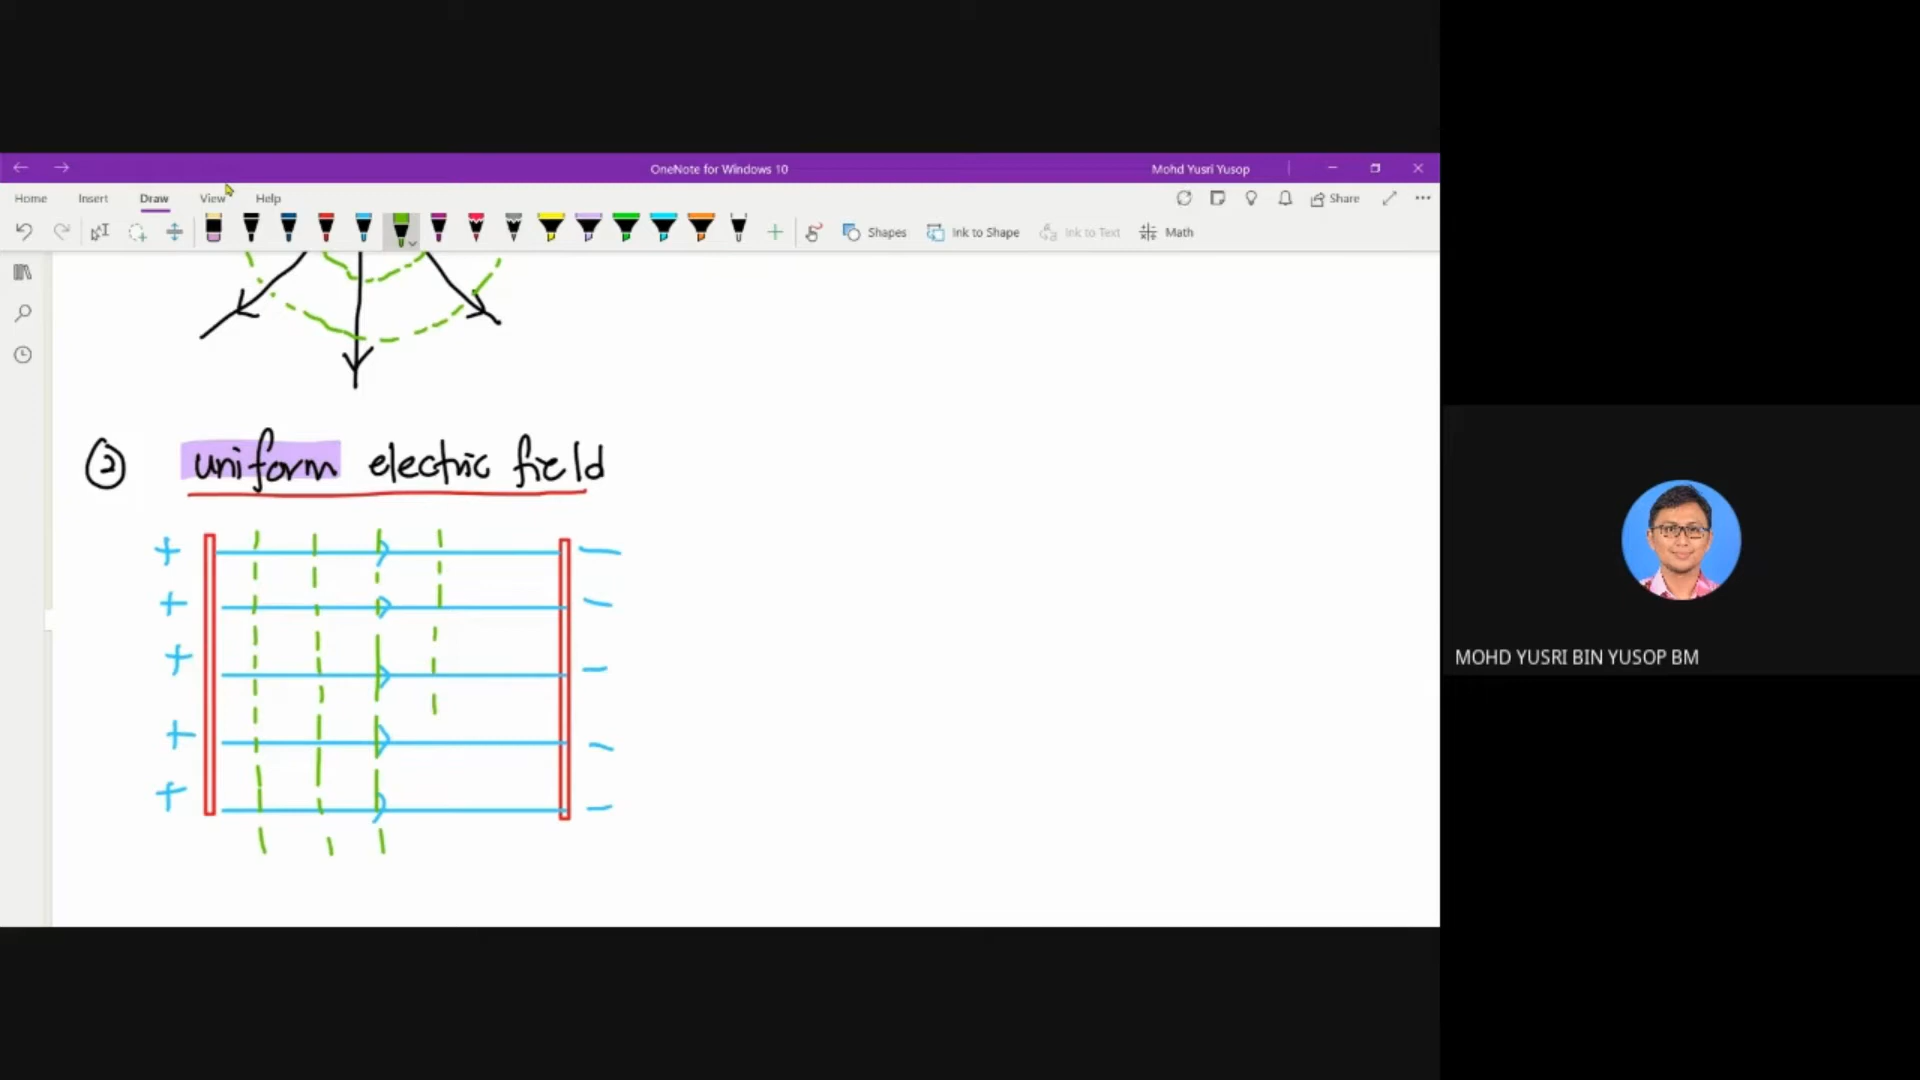 OneNote for Windows 10
Mohd Yusri Yusop
Home Insert Draw View Help
Share
Shapes Ink to Shape Ink to Text Math
② uniform electric field
+ −
+ −
+ −
+ −
+ −
MOHD YUSRI BIN YUSOP BM